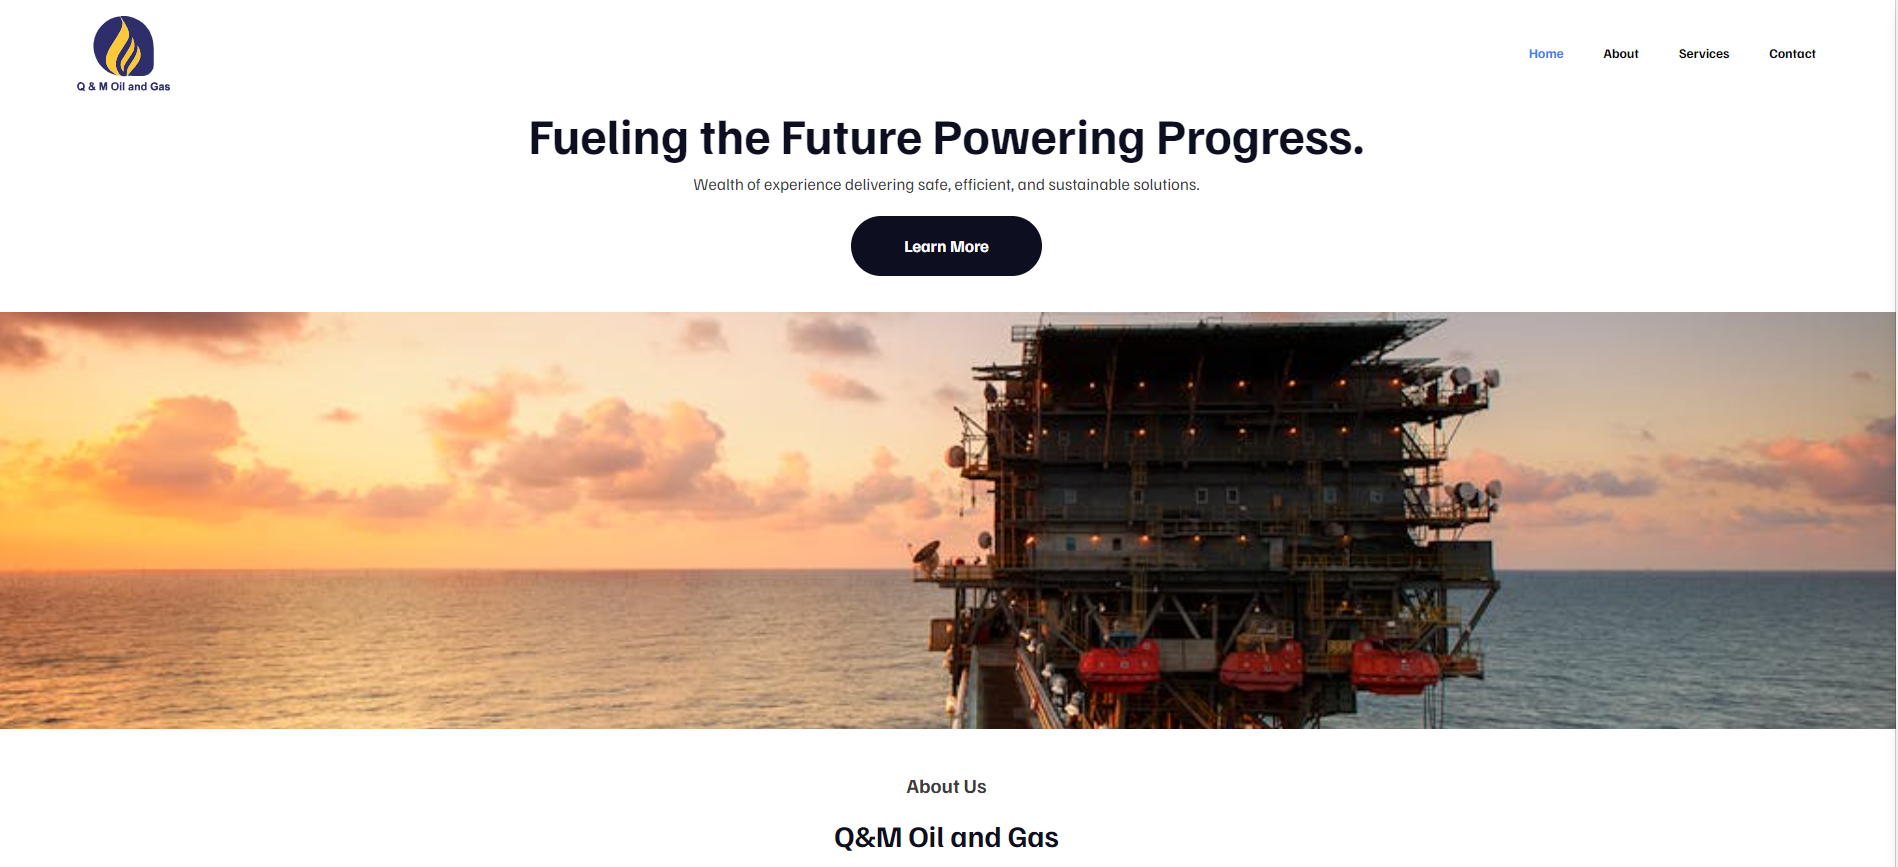 Q & M Oil and Gas
Home
About
Services
Contact
Fueling the Future Powering Progress.
Wealth of experience delivering safe, efficient, and sustainable solutions.
Learn More
About Us
Q&M Oil and Gas